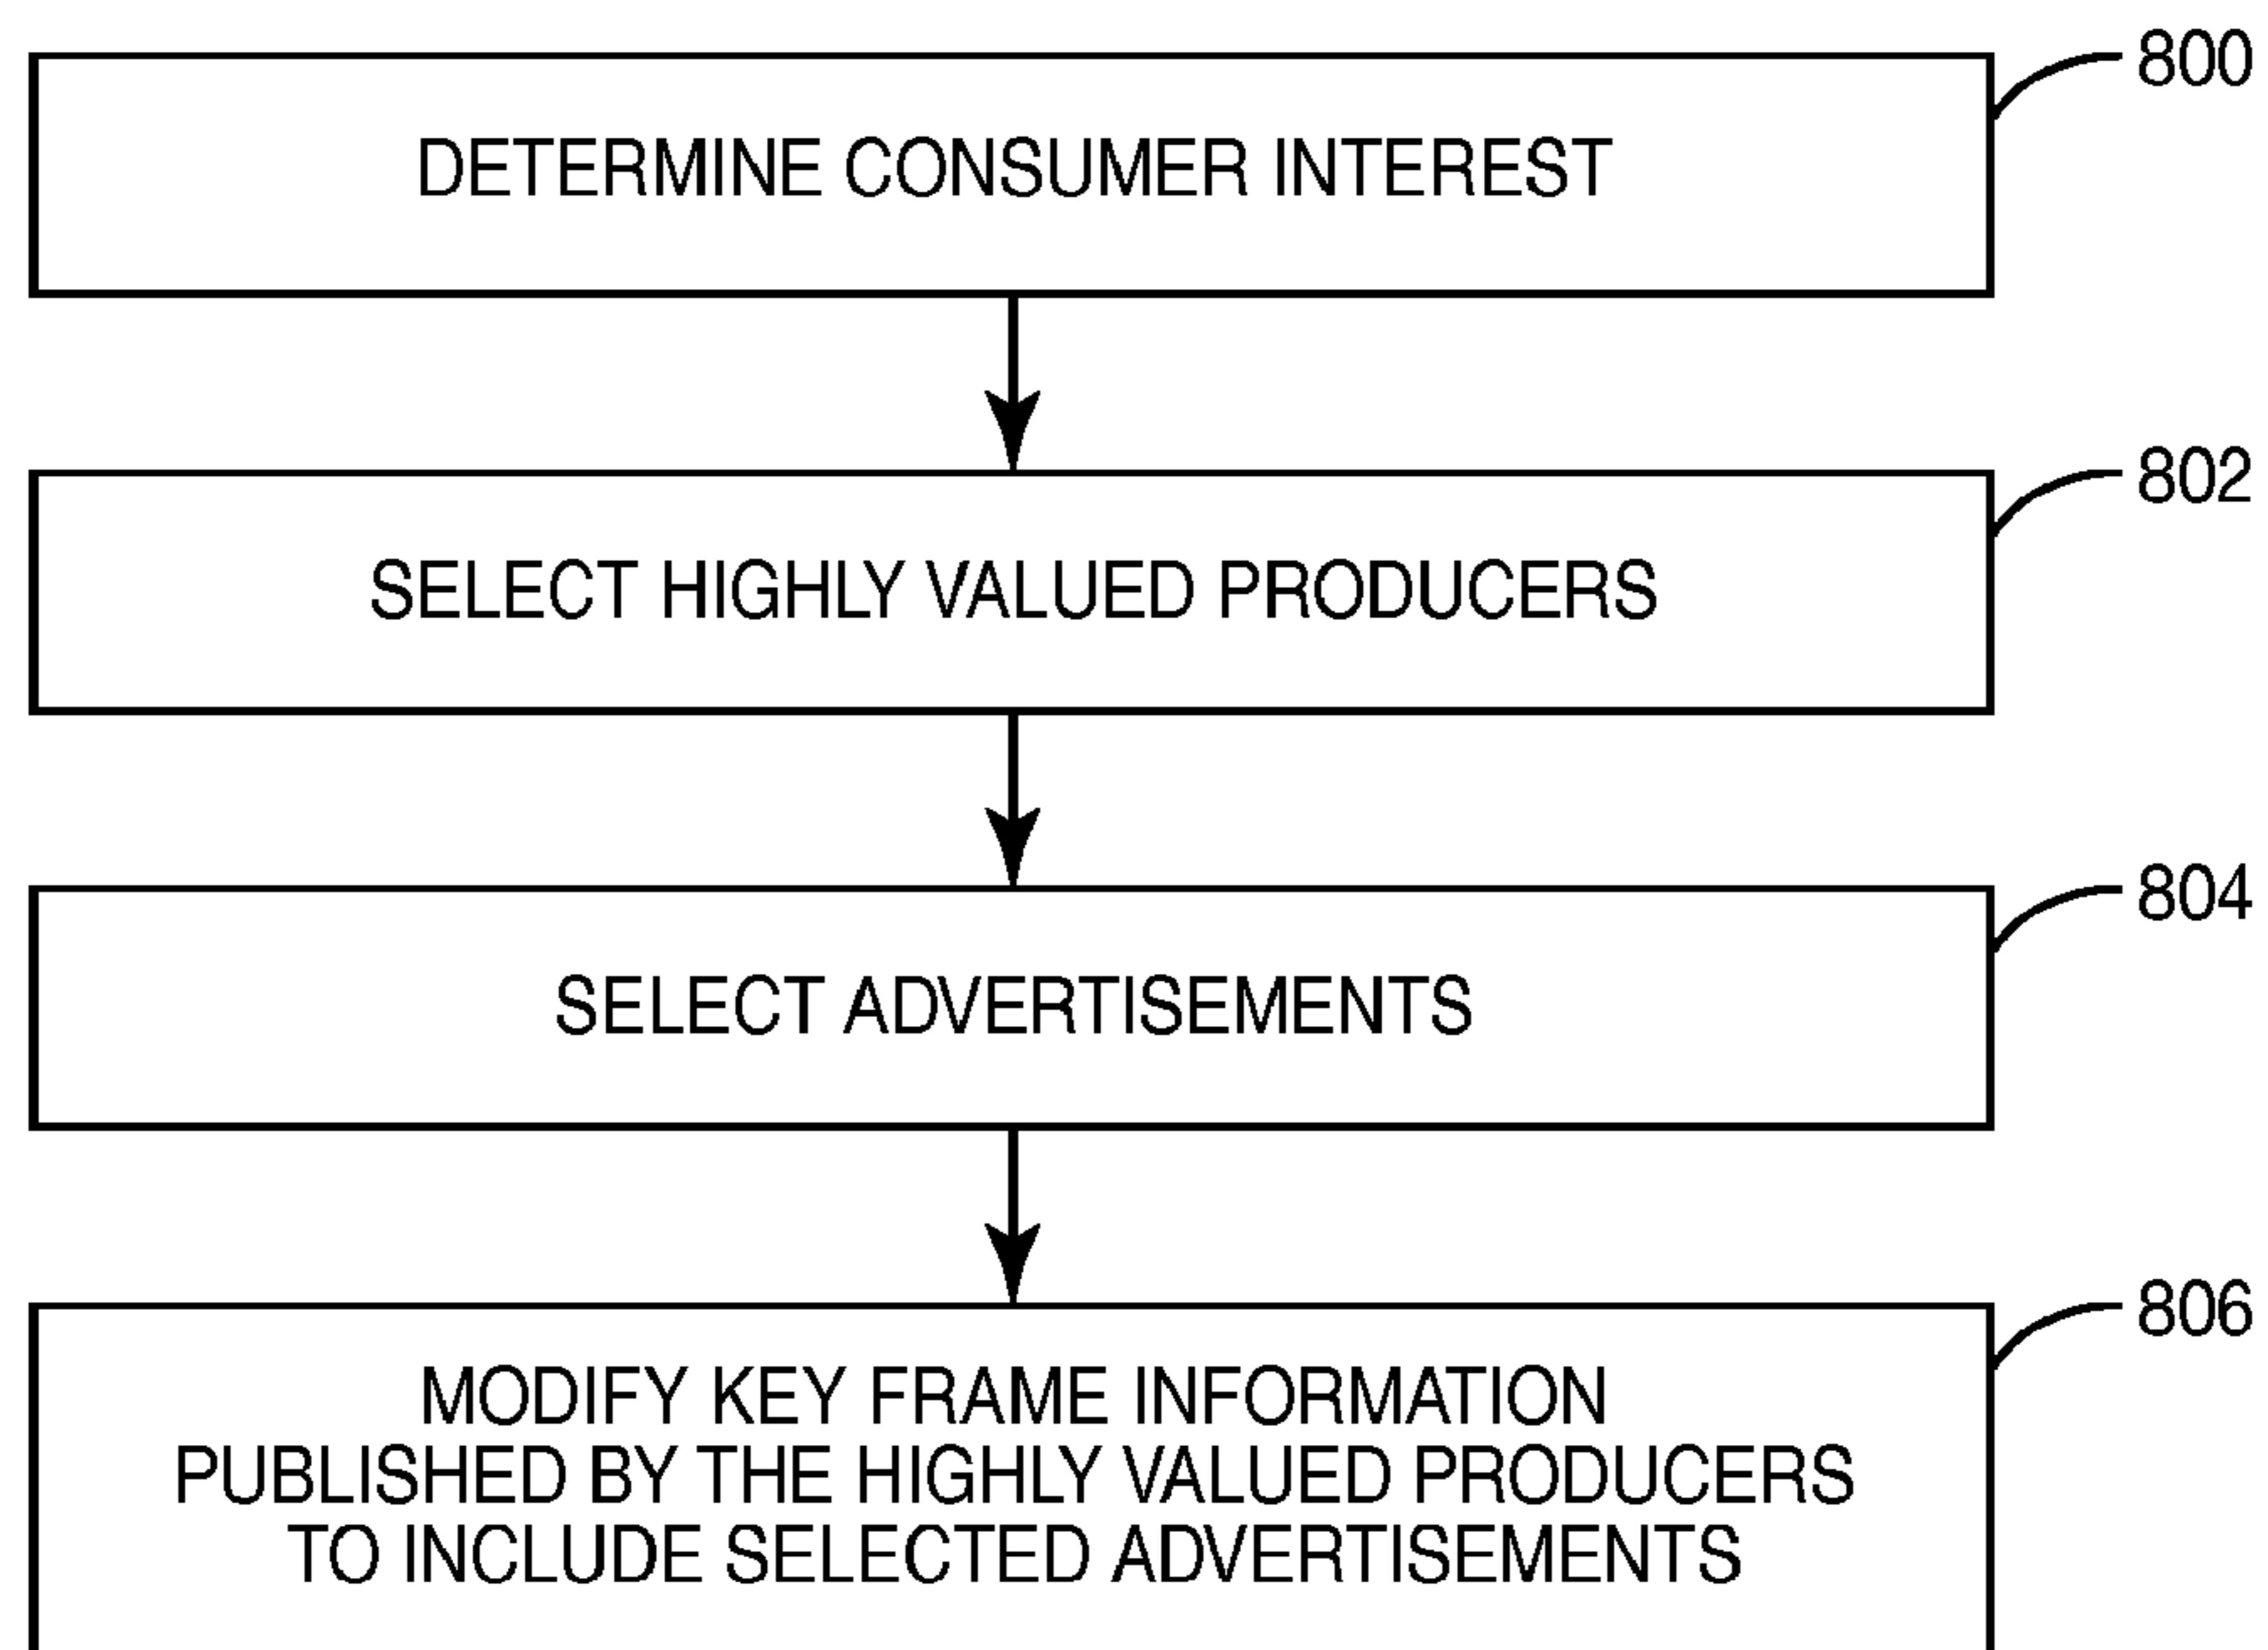 800
DETERMINE CONSUMER INTEREST
802
SELECT HIGHLY VALUED PRODUCERS
804
SELECT ADVERTISEMENTS
806
MODIFY KEY FRAME INFORMATION
PUBLISHED BY THE HIGHLY VALUED PRODUCERS
TO INCLUDE SELECTED ADVERTISEMENTS